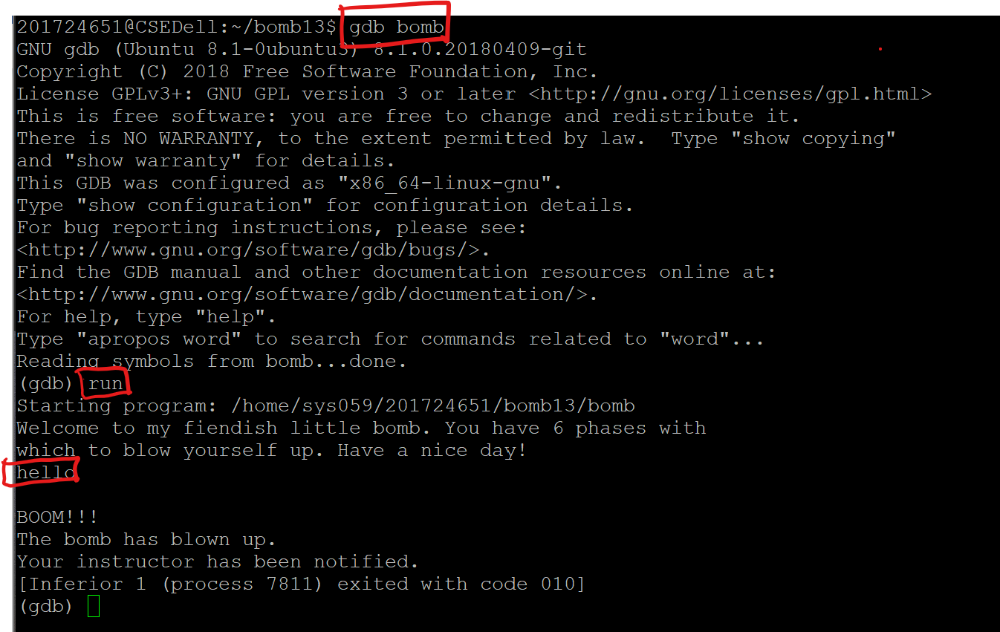 201724651@CSEDell:~/bomb13$ gdb bomb
GNU gdb (Ubuntu 8.1-0ubuntu3) 8.1.0.20180409-git
Copyright (C) 2018 Free Software Foundation, Inc.
License GPLv3+: GNU GPL version 3 or later <http://gnu.org/licenses/gpl.html>
This is free software: you are free to change and redistribute it.
There is NO WARRANTY, to the extent permitted by law.  Type "show copying"
and "show warranty" for details.
This GDB was configured as "x86_64-linux-gnu".
Type "show configuration" for configuration details.
For bug reporting instructions, please see:
<http://www.gnu.org/software/gdb/bugs/>.
Find the GDB manual and other documentation resources online at:
<http://www.gnu.org/software/gdb/documentation/>.
For help, type "help".
Type "apropos word" to search for commands related to "word"...
Reading symbols from bomb...done.
(gdb) run
Starting program: /home/sys059/201724651/bomb13/bomb
Welcome to my fiendish little bomb. You have 6 phases with
which to blow yourself up. Have a nice day!
hello
BOOM!!!
The bomb has blown up.
Your instructor has been notified.
[Inferior 1 (process 7811) exited with code 010]
(gdb)